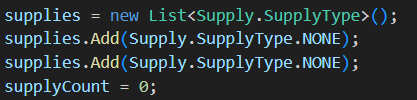 supplies = new List<Supply.SupplyType>();
supplies.Add(Supply.SupplyType.NONE);
supplies.Add(Supply.SupplyType.NONE);
supplyCount = 0;